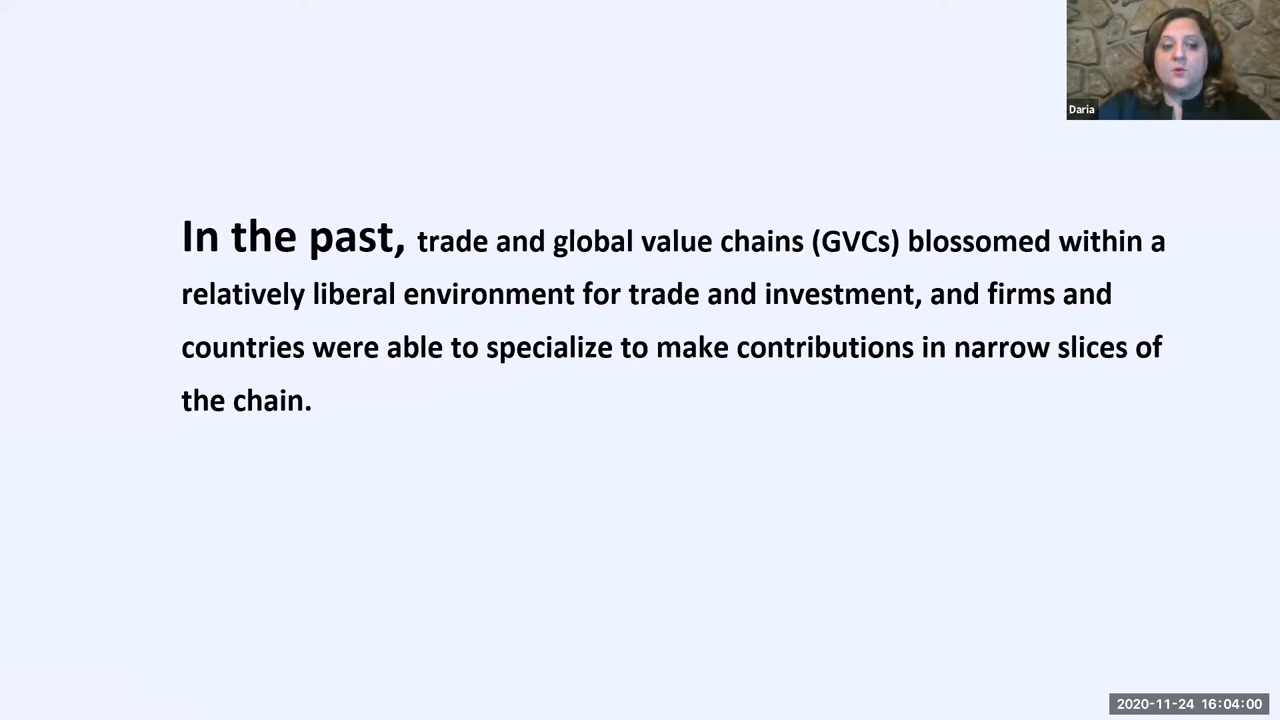 Daria
In the past, trade and global value chains (GVCs) blossomed within a
relatively liberal environment for trade and investment, and firms and
countries were able to specialize to make contributions in narrow slices of
the chain.
2020-11-24 16:04:00